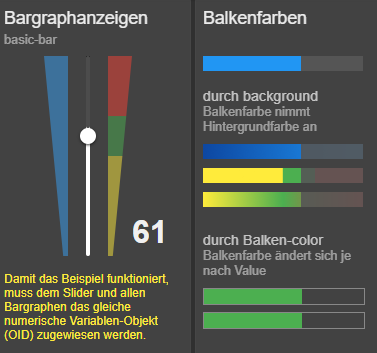 Bargraphanzeigen
basic-bar
61
Damit das Beispiel funktioniert,
muss dem Slider und allen
Bargraphen das gleiche
numerische Variablen-Objekt
(OID) zugewiesen werden.
Balkenfarben
durch background
Balkenfarbe nimmt
Hintergrundfarbe an
durch Balken-color
Balkenfarbe ändert sich je
nach Value